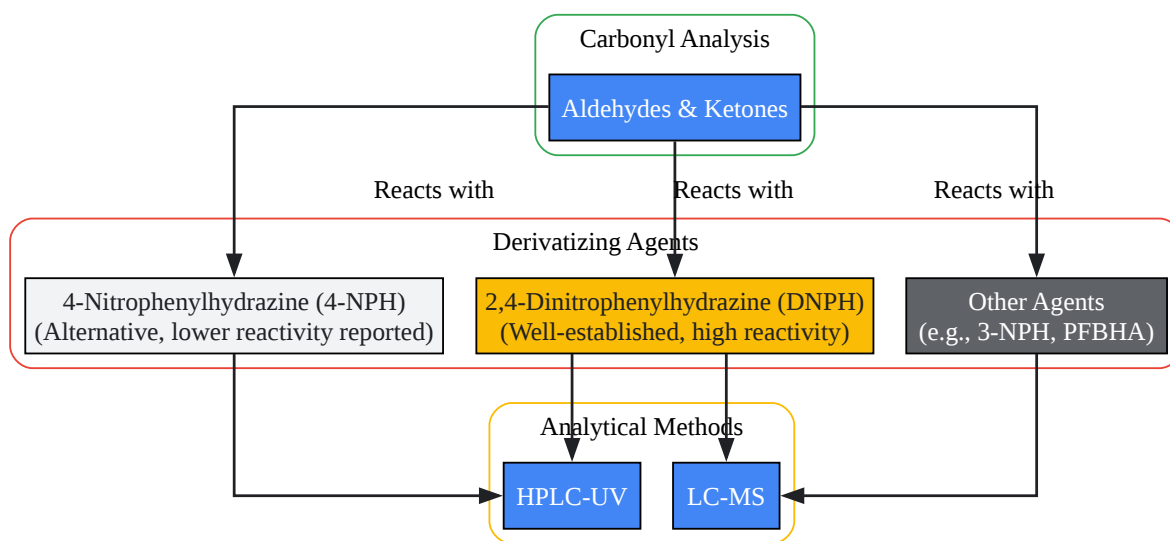 Carbonyl Analysis
Aldehydes & Ketones
Reacts with
Reacts with
Reacts with
Derivatizing Agents
4-Nitrophenylhydrazine (4-NPH)
(Alternative, lower reactivity reported)
2,4-Dinitrophenylhydrazine (DNPH)
(Well-established, high reactivity)
Other Agents
(e.g., 3-NPH, PFBHA)
Analytical Methods
HPLC-UV
LC-MS